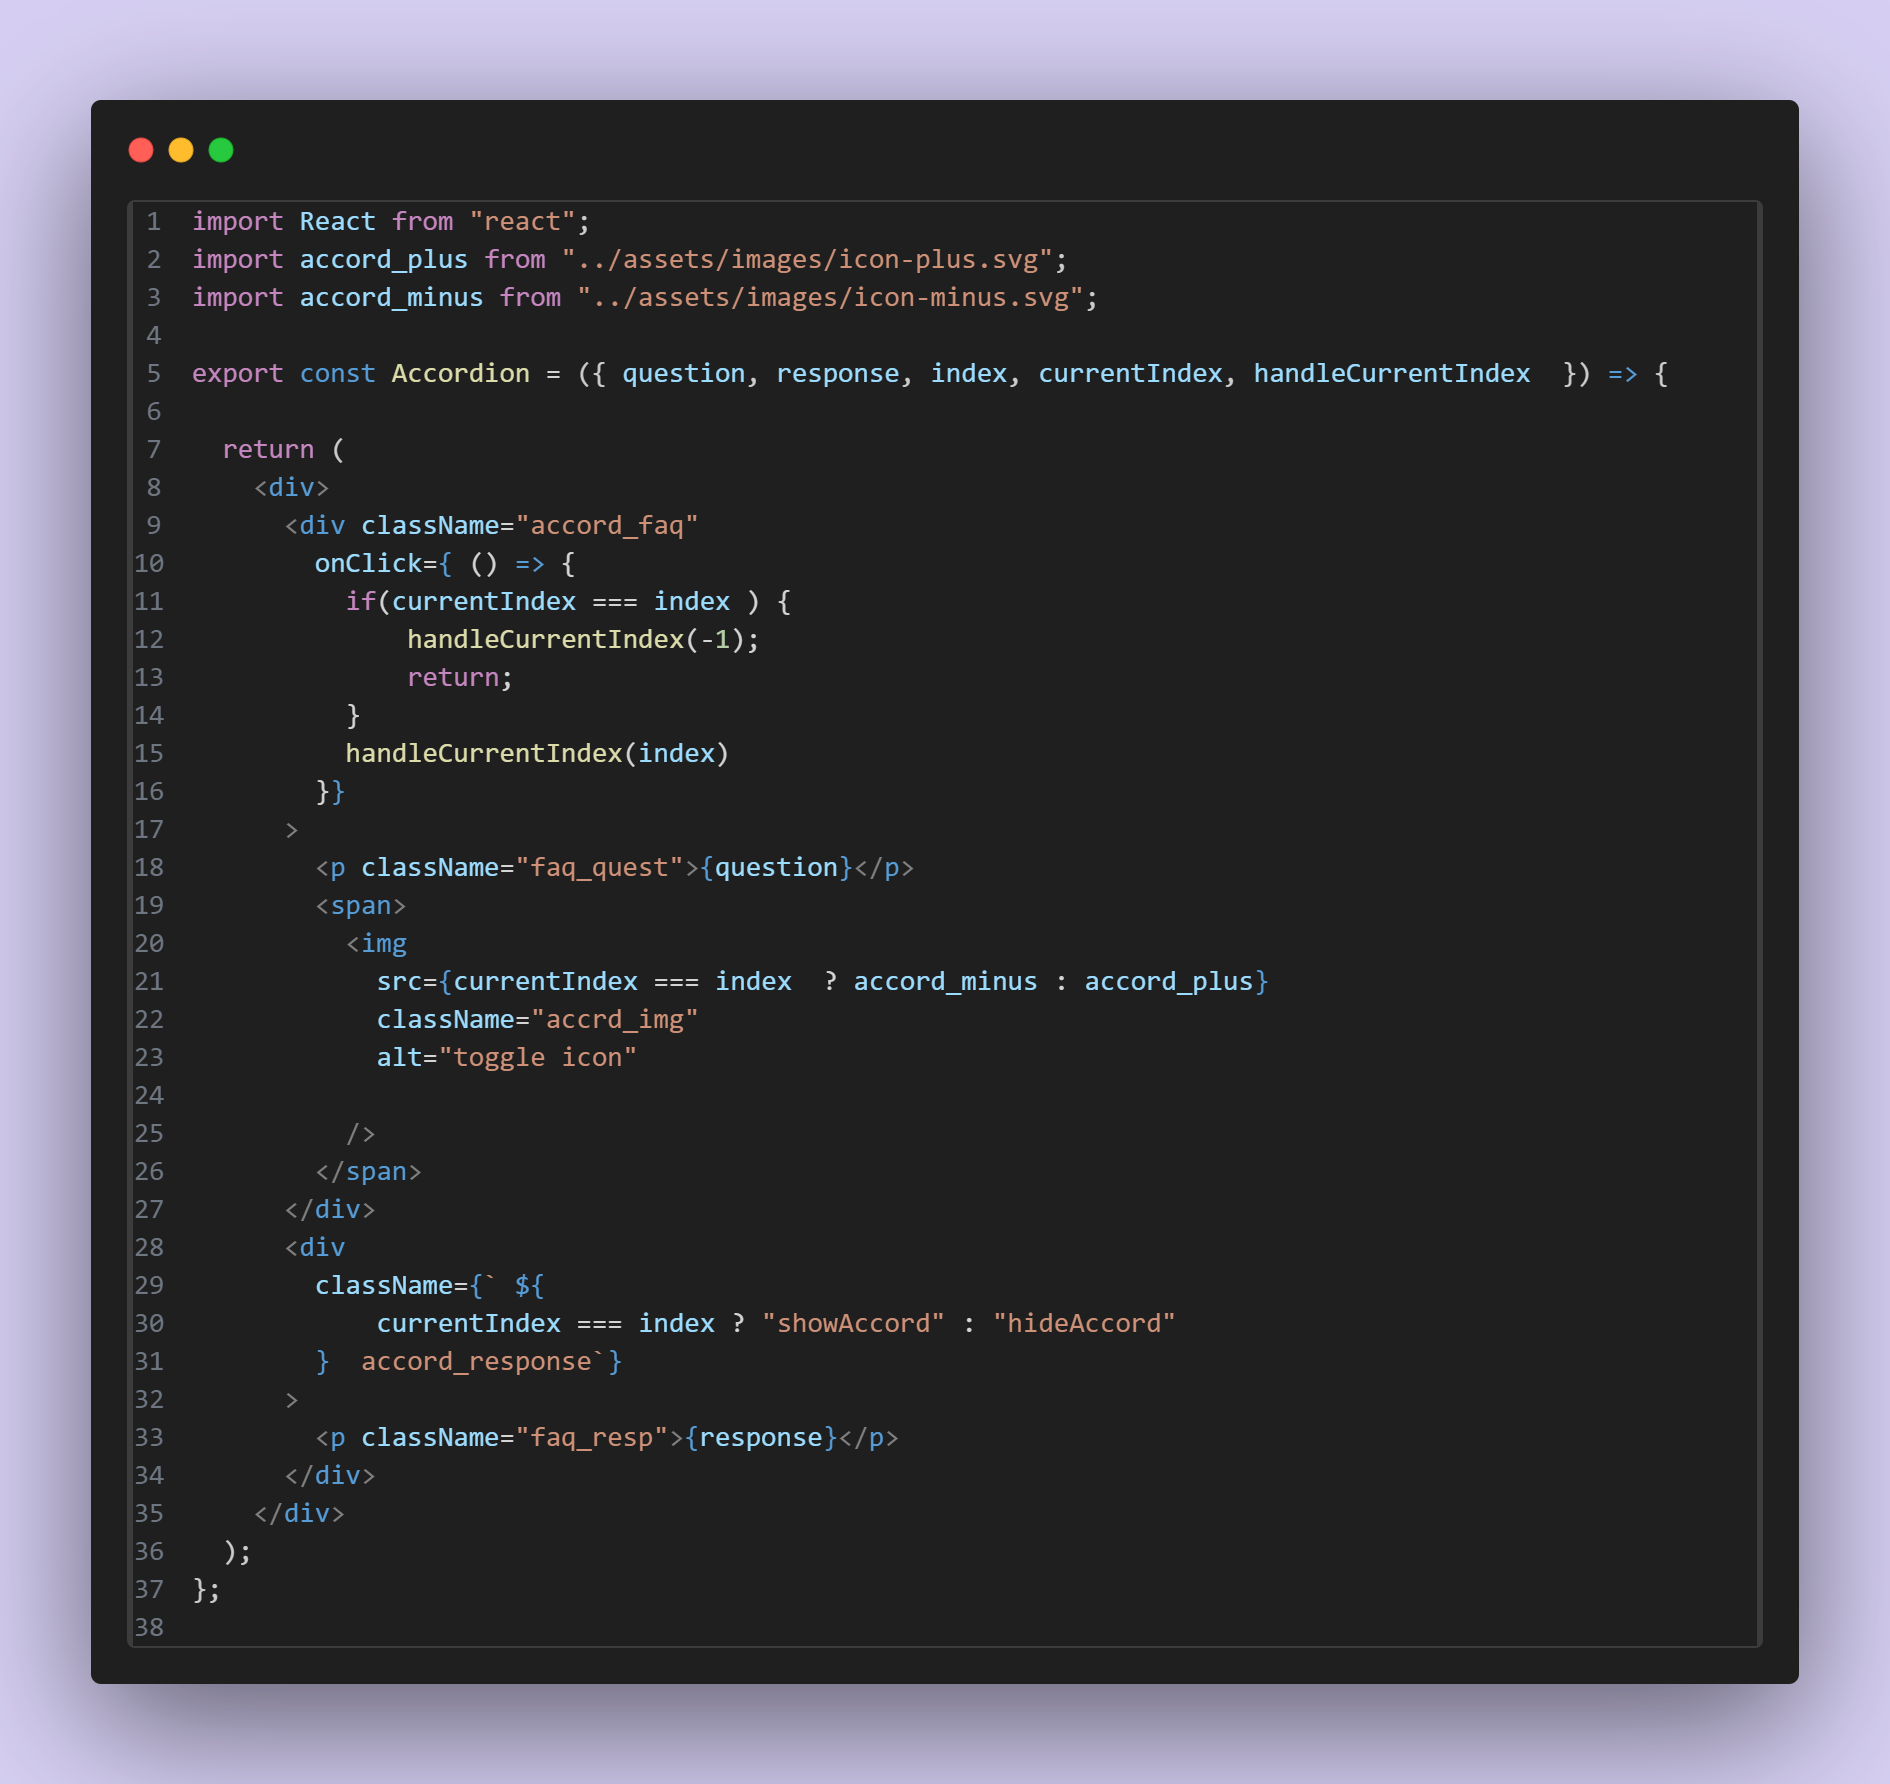 1 import React from "react";
2 import accord_plus from "../assets/images/icon-plus.svg";
3 import accord_minus from "../assets/images/icon-minus.svg";
4
5 export const Accordion = ({ question, response, index, currentIndex, handleCurrentIndex  }) => {
6
7   return (
8     <div>
9       <div className="accord_faq"
10         onClick={ () => {
11           if(currentIndex === index ) {
12               handleCurrentIndex(-1);
13               return;
14           }
15           handleCurrentIndex(index)
16         }}
17       >
18         <p className="faq_quest">{question}</p>
19         <span>
20           <img
21             src={currentIndex === index  ? accord_minus : accord_plus}
22             className="accrd_img"
23             alt="toggle icon"
24
25           />
26         </span>
27       </div>
28       <div
29         className={` ${
30             currentIndex === index ? "showAccord" : "hideAccord"
31         }  accord_response`}
32       >
33         <p className="faq_resp">{response}</p>
34       </div>
35     </div>
36   );
37 };
38